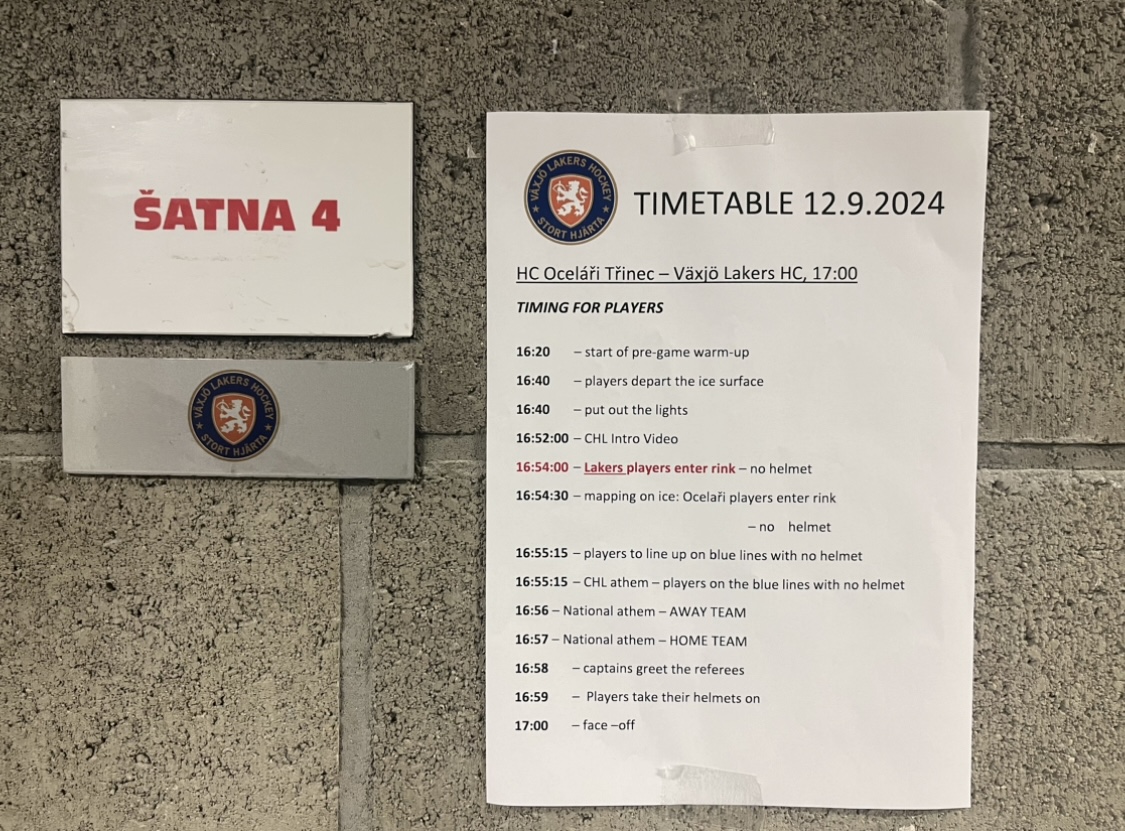 ŠATNA 4
VÄXJÖ LAKERS HOCKEY
STORT HJÄRTA
VÄXJÖ LAKERS HOCKEY
STORT HJÄRTA
TIMETABLE 12.9.2024
HC Oceláři Třinec – Växjö Lakers HC, 17:00
TIMING FOR PLAYERS
16:20 – start of pre-game warm-up
16:40 – players depart the ice surface
16:40 – put out the lights
16:52:00 – CHL Intro Video
16:54:00 – Lakers players enter rink – no helmet
16:54:30 – mapping on ice: Ocelaři players enter rink
– no helmet
16:55:15 – players to line up on blue lines with no helmet
16:55:15 – CHL athem – players on the blue lines with no helmet
16:56 – National athem – AWAY TEAM
16:57 – National athem – HOME TEAM
16:58 – captains greet the referees
16:59 – Players take their helmets on
17:00 – face –off